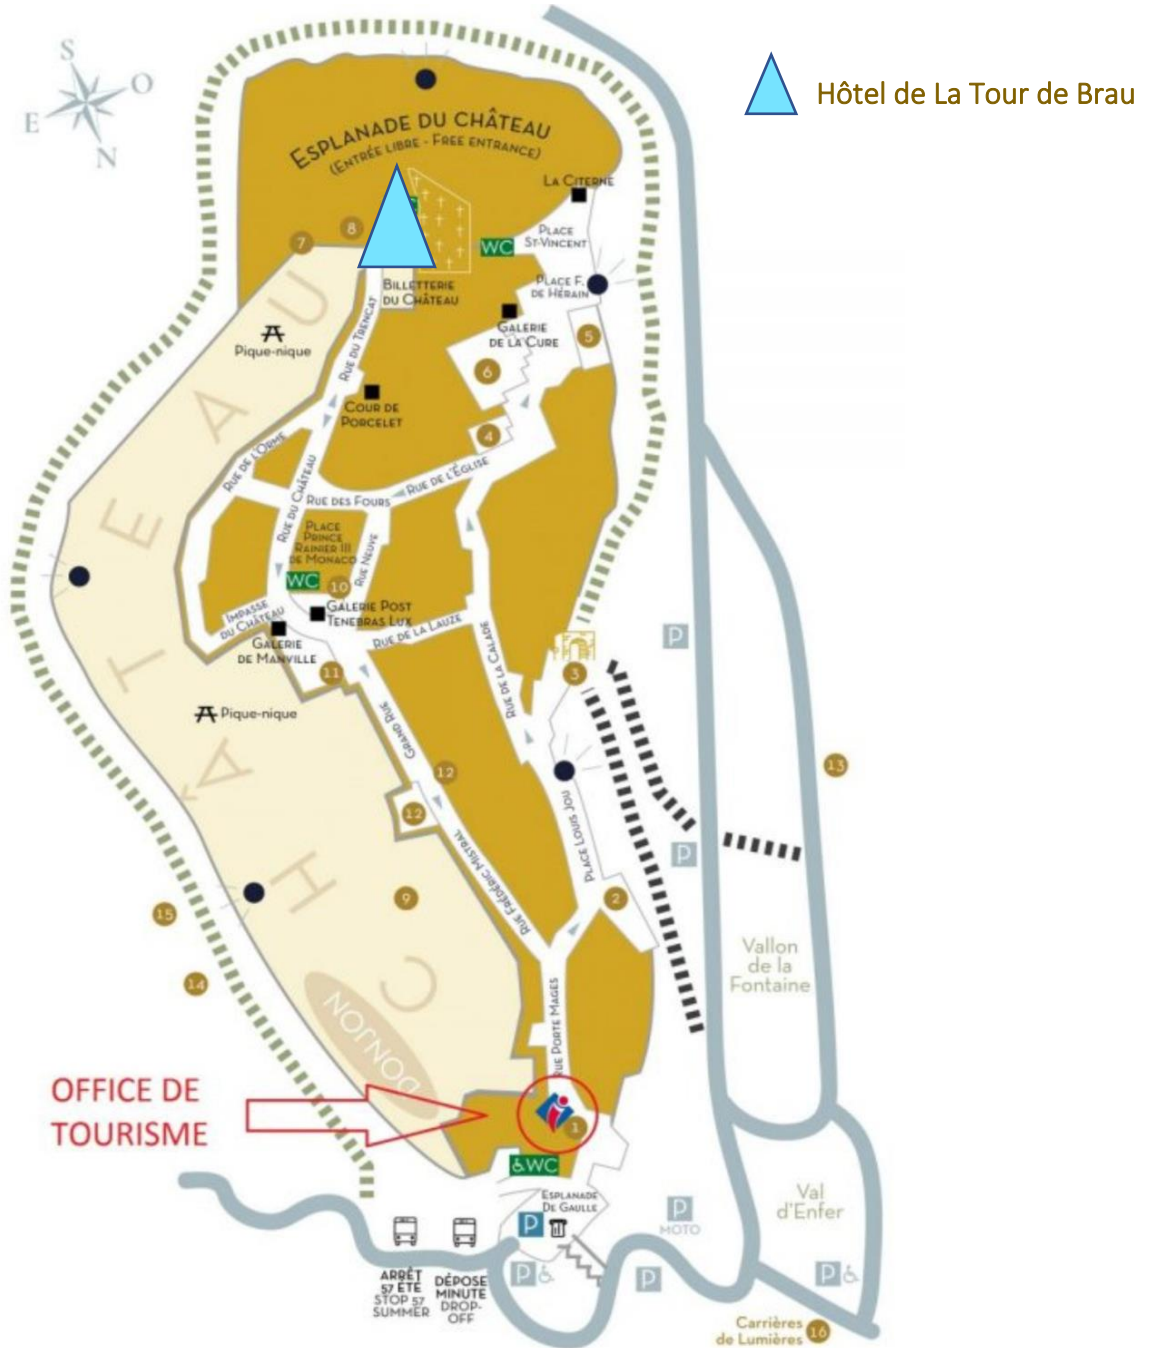 S
O
E
N
Hôtel de La Tour de Brau
ESPLANADE DU CHÂTEAU
(ENTRÉE LIBRE - FREE ENTRANCE)
LA CITERNE
PLACE
ST-VINCENT
WC
8
7
PLACE F.
DE HÉRAIN
BILLETTERIE
DU CHÂTEAU
GALERIE
DE LA CURE
5
6
4
Pique-nique
RUE DU TRENCAT
COUR DE
PORCELET
RUE DE L'ORME
RUE DU CHÂTEAU
RUE DES FOURS
RUE DE L'ÉGLISE
PLACE
PRINCE
RAINIER III
DE MONACO
RUE NEUVE
WC
10
IMPASSE
DU CHÂTEAU
GALERIE POST
TENEBRAS LUX
GALERIE
DE MANVILLE
RUE DE LA LAUZE
RUE DE LA CALADE
11
3
P
Pique-nique
GRAND RUE
12
12
13
CHÂTEAU
PLACE LOUIS JOU
RUE FRÉDÉRIC MISTRAL
P
9
2
15
14
Vallon
de la
Fontaine
DONJON
RUE PORTE MAGES
OFFICE DE
TOURISME
1
WC
ESPLANADE
DE GAULLE
P
P
MOTO
Val
d'Enfer
ARRÊT
57 ÉTÉ
STOP 57
SUMMER
DÉPOSE
MINUTE
DROP-
OFF
P
P
P
Carrières
de Lumières
16